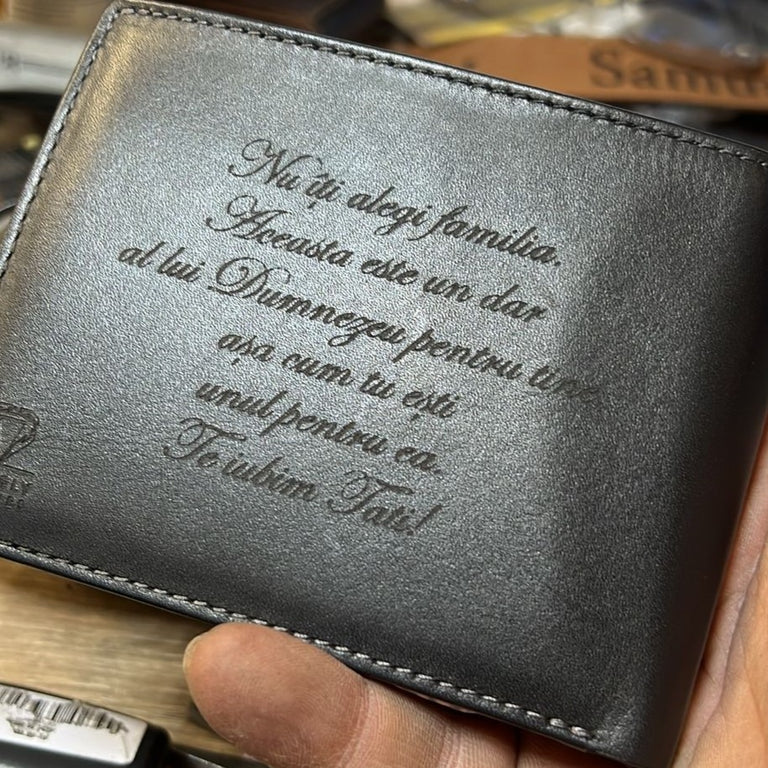 Samu
Nu îți alegi familia.
Aceasta este un dar
al lui Dumnezeu pentru tine
așa cum tu ești
unul pentru ea.
Te iubim Tati!